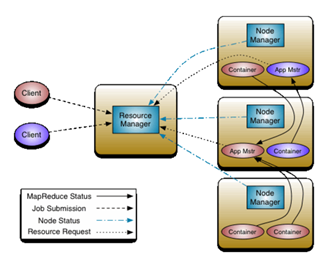 Client
Client
Resource
Manager
Node
Manager
Container
App Mstr
Node
Manager
App Mstr
Container
Node
Manager
Container
Container
MapReduce Status
Job Submission
Node Status
Resource Request